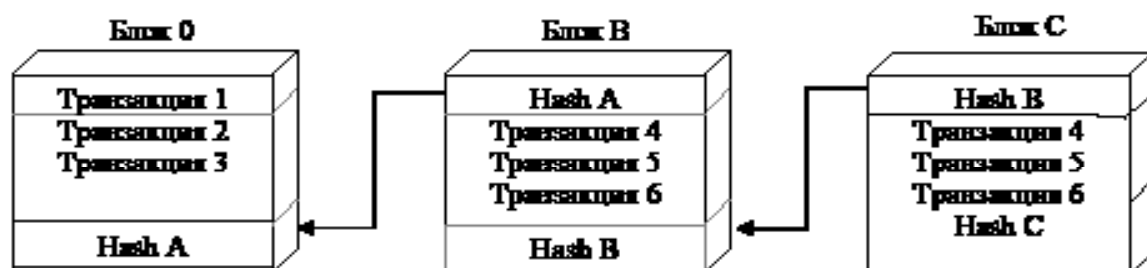 Блок 0
Транзакция 1
Транзакция 2
Транзакция 3
Hash A
Блок B
Hash A
Транзакция 4
Транзакция 5
Транзакция 6
Hash B
Блок C
Hash B
Транзакции 4
Транзакция 5
Транзакция 6
Hash C